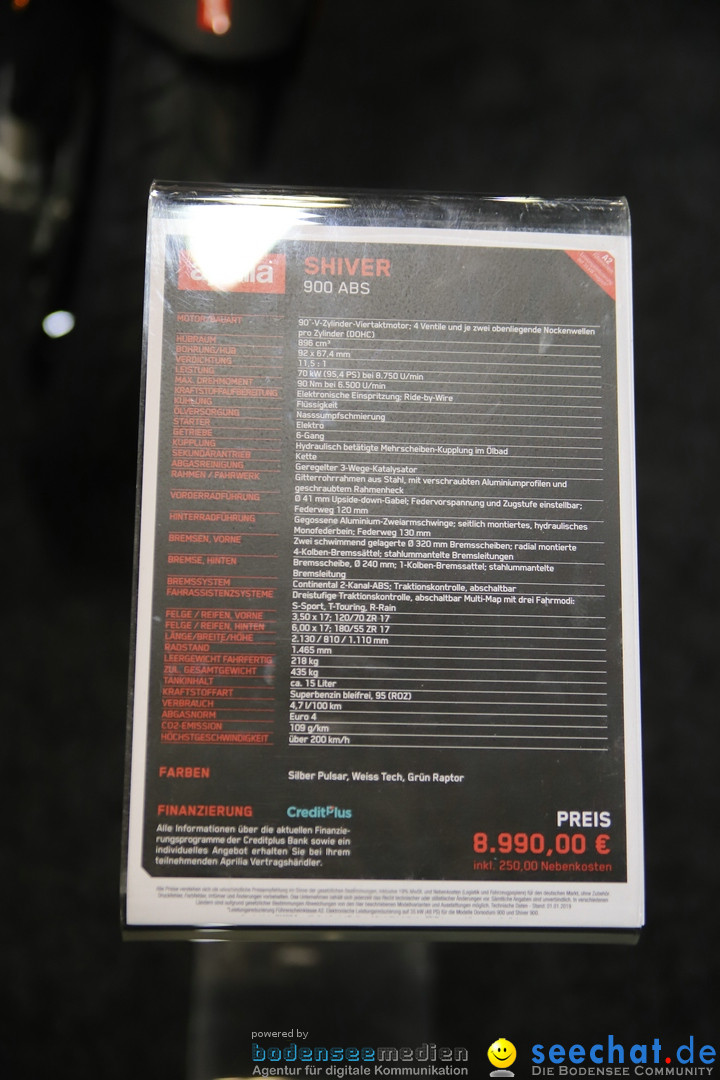 aprilia
SHIVER
900 ABS
A2
MOTOR/BAUART 90°-V-Zylinder-Viertaktmotor; 4 Ventile und je zwei obenliegende Nockenwellen
pro Zylinder (DOHC)
HUBRAUM 896 cm³
BOHRUNG/HUB 92 x 67,4 mm
VERDICHTUNG 11,5 : 1
LEISTUNG 70 kW (95,4 PS) bei 8.750 U/min
MAX. DREHMOMENT 90 Nm bei 6.500 U/min
KRAFTSTOFFAUFBEREITUNG Elektronische Einspritzung; Ride-by-Wire
KÜHLUNG Flüssigkeit
ÖLVERSORGUNG Nasssumpfschmierung
STARTER Elektro
GETRIEBE 6-Gang
KUPPLUNG Hydraulisch betätigte Mehrscheiben-Kupplung im Ölbad
SEKUNDÄRANTRIEB Kette
ABGASREINIGUNG Geregelter 3-Wege-Katalysator
RAHMEN / FAHRWERK Gitterrohrrahmen aus Stahl, mit verschraubten Aluminiumprofilen und
geschraubtem Rahmenheck
VORDERRADFÜHRUNG Ø 41 mm Upside-down-Gabel; Federvorspannung und Zugstufe einstellbar;
Federweg 120 mm
HINTERRADFÜHRUNG Gegossene Aluminium-Zweiarmschwinge; seitlich montiertes, hydraulisches
Monofederbein; Federweg 130 mm
BREMSEN, VORNE Zwei schwimmend gelagerte Ø 320 mm Bremsscheiben; radial montierte
4-Kolben-Bremssättel; stahlummantelte Bremsleitungen
BREMSE, HINTEN Bremsscheibe, Ø 240 mm; 1-Kolben-Bremssattel; stahlummantelte
Bremsleitung
BREMSSYSTEM Continental 2-Kanal-ABS; Traktionskontrolle, abschaltbar
FAHRASSISTENZSYSTEME Dreistufige Traktionskontrolle, abschaltbar Multi-Map mit drei Fahrmodi:
S-Sport, T-Touring, R-Rain
FELGE / REIFEN, VORNE 3,50 x 17; 120/70 ZR 17
FELGE / REIFEN, HINTEN 6,00 x 17; 180/55 ZR 17
LÄNGE/BREITE/HÖHE 2.130 / 810 / 1.110 mm
RADSTAND 1.465 mm
LEERGEWICHT FAHRFERTIG 218 kg
ZUL. GESAMTGEWICHT 435 kg
TANKINHALT ca. 15 Liter
KRAFTSTOFFART Superbenzin bleifrei, 95 (ROZ)
VERBRAUCH 4,7 l/100 km
ABGASNORM Euro 4
CO2-EMISSION 109 g/km
HÖCHSTGESCHWINDIGKEIT über 200 km/h
FARBEN Silber Pulsar, Weiss Tech, Grün Raptor
FINANZIERUNG CreditPlus
Alle Informationen über die aktuellen Finanzie-
rungsprogramme der Creditplus Bank sowie ein
individuelles Angebot erhalten Sie bei Ihrem
teilnehmenden Aprilia Vertragshändler.
PREIS
8.990,00 €
inkl. 250,00 Nebenkosten
powered by
bodenseemedien
Agentur für digitale Kommunikation
seechat.de
DIE BODENSEE COMMUNITY